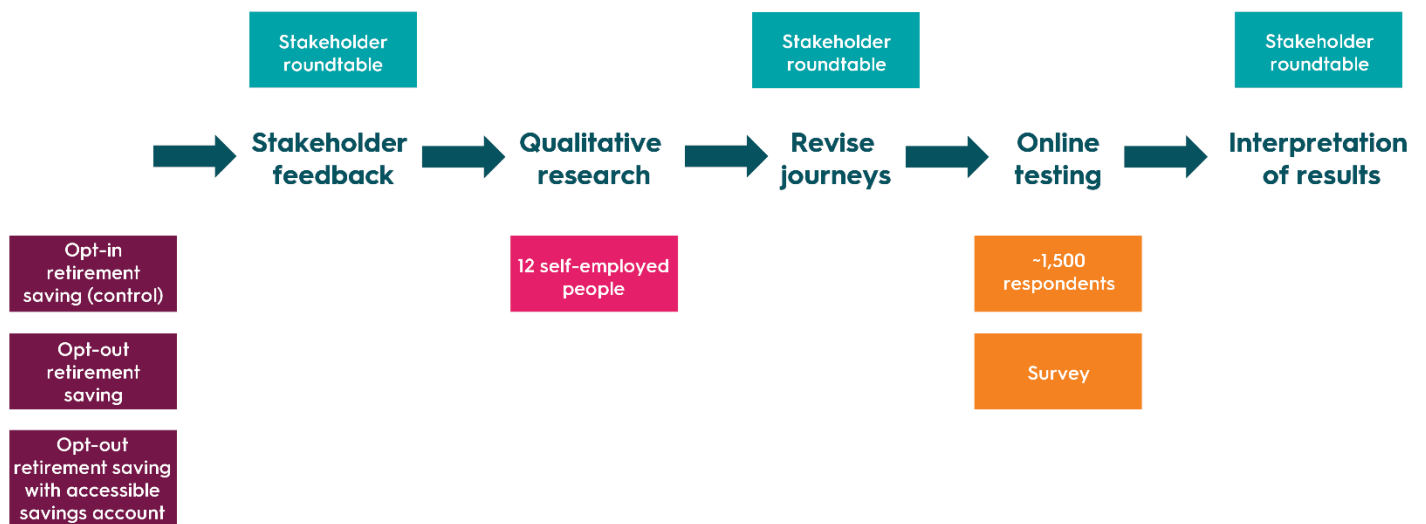 Stakeholder
roundtable
Stakeholder
roundtable
Stakeholder
roundtable
Stakeholder
feedback
Qualitative
research
Revise
journeys
Online
testing
Interpretation
of results
Opt-in
retirement
saving (control)
12 self-employed
people
~1,500
respondents
Opt-out
retirement
saving
Survey
Opt-out
retirement saving
with accessible
savings account